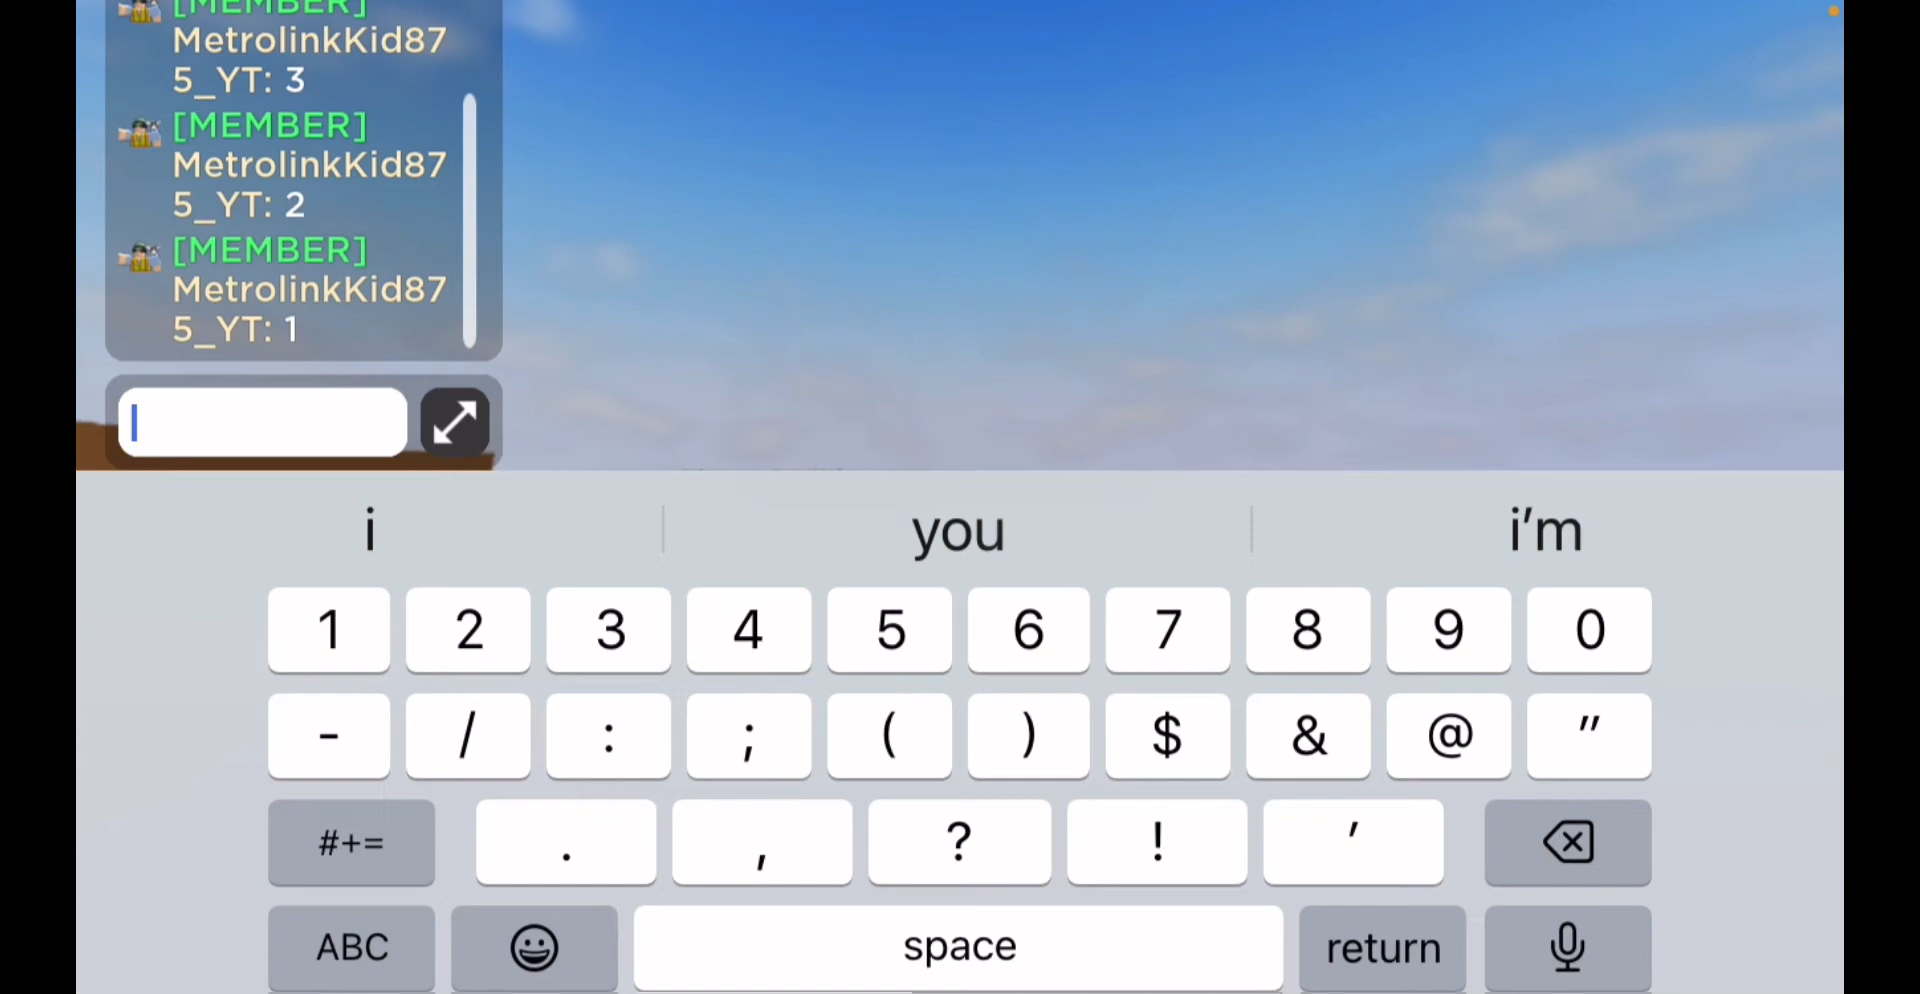 [MEMBER]
MetrolinkKid87
5_YT: 3
[MEMBER]
MetrolinkKid87
5_YT: 2
[MEMBER]
MetrolinkKid87
5_YT: 1
i you i'm
1 2 3 4 5 6 7 8 9 0
- / : ; ( ) $ & @ "
#+= . , ? ! '
ABC space return